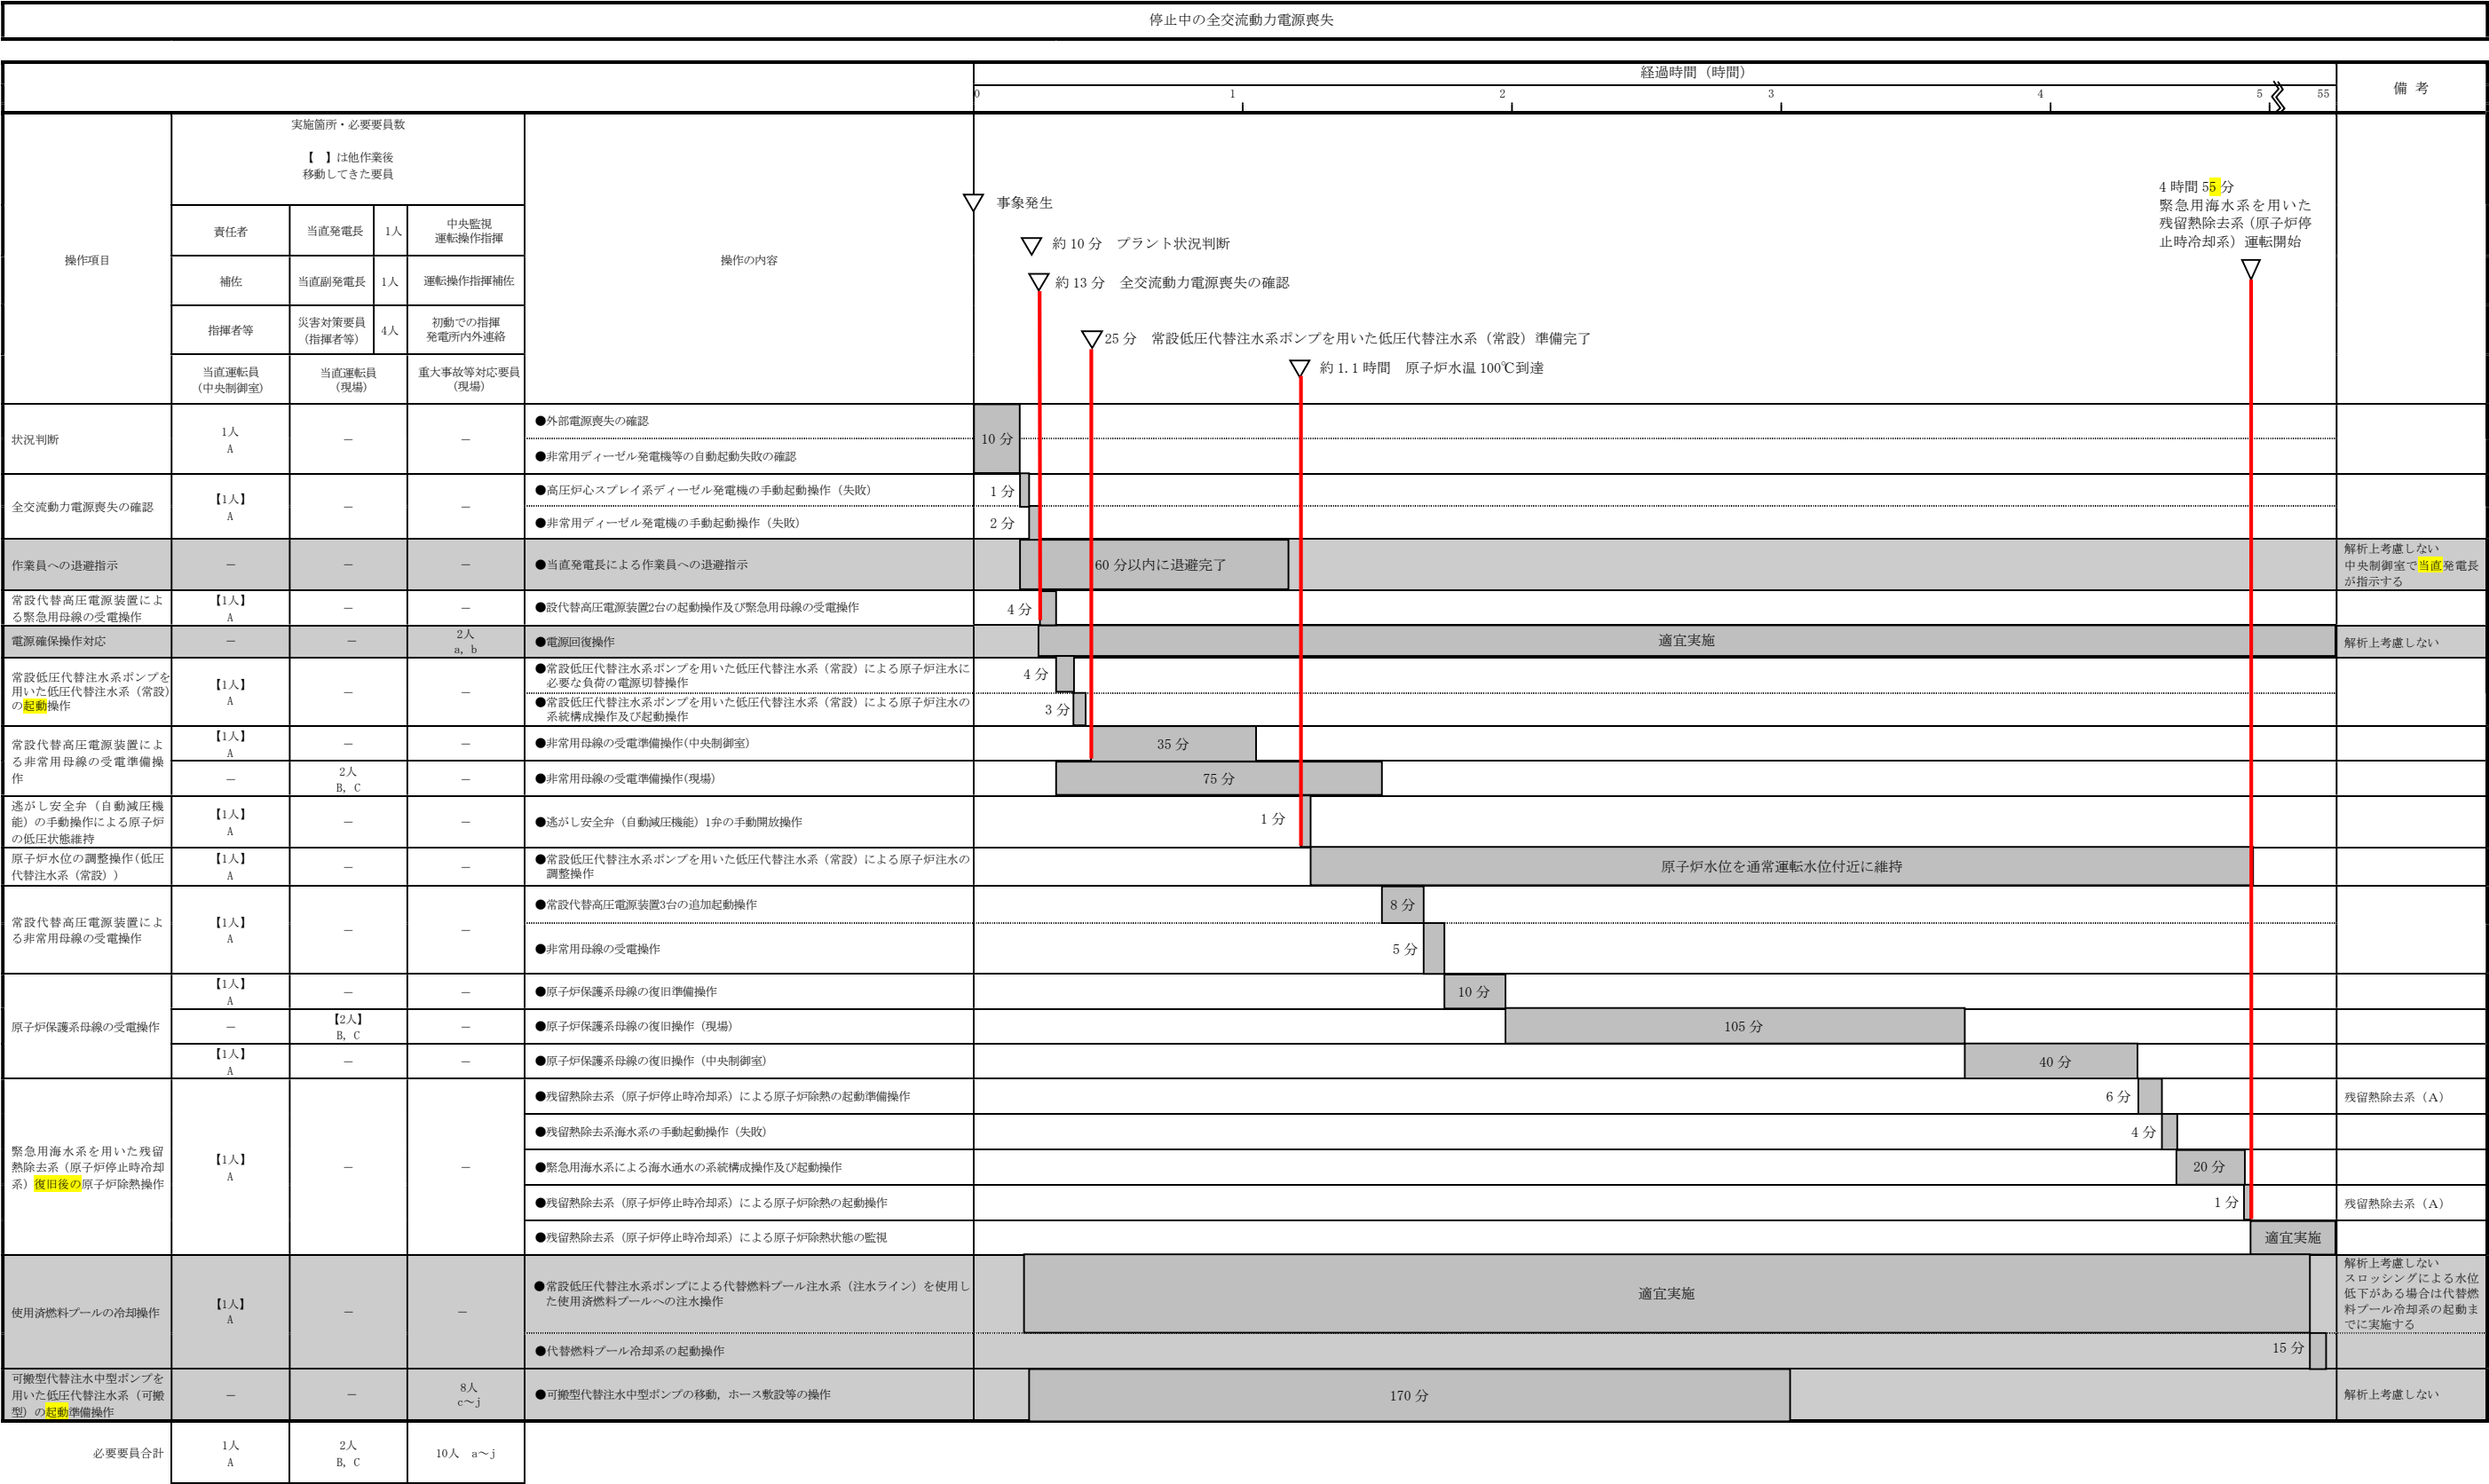 停止中の全交流動力電源喪失
経過時間（時間）
備 考
0
1
2
3
4
5
55
操作項目
実施箇所・必要要員数
【　】は他作業後
移動してきた要員
責任者
当直発電長
1人
中央監視
運転操作指揮
補佐
当直副発電長
1人
運転操作指揮補佐
指揮者等
災害対策要員
（指揮者等）
4人
初動での指揮
発電所内外連絡
当直運転員
（中央制御室）
当直運転員
（現場）
重大事故等対応要員
（現場）
操作の内容
事象発生
約 10 分　プラント状況判断
約 13 分　全交流動力電源喪失の確認
25 分　常設低圧代替注水系ポンプを用いた低圧代替注水系（常設）準備完了
約 1.1 時間　原子炉水温 100℃到達
4 時間 55 分
緊急用海水系を用いた
残留熱除去系（原子炉停
止時冷却系）運転開始
状況判断
1人
A
－
－
●外部電源喪失の確認
●非常用ディーゼル発電機等の自動起動失敗の確認
10 分
全交流動力電源喪失の確認
【1人】
A
－
－
●高圧炉心スプレイ系ディーゼル発電機の手動起動操作（失敗）
1 分
●非常用ディーゼル発電機の手動起動操作（失敗）
2 分
作業員への退避指示
－
－
－
●当直発電長による作業員への退避指示
60 分以内に退避完了
解析上考慮しない
中央制御室で当直発電長
が指示する
常設代替高圧電源装置によ
る緊急用母線の受電操作
【1人】
A
－
－
●設代替高圧電源装置2台の起動操作及び緊急用母線の受電操作
4 分
電源確保操作対応
－
－
2人
a, b
●電源回復操作
適宜実施
解析上考慮しない
常設低圧代替注水系ポンプを
用いた低圧代替注水系（常設）
の起動操作
【1人】
A
－
－
●常設低圧代替注水系ポンプを用いた低圧代替注水系（常設）による原子炉注水に
必要な負荷の電源切替操作
4 分
●常設低圧代替注水系ポンプを用いた低圧代替注水系（常設）による原子炉注水の
系統構成操作及び起動操作
3 分
常設代替高圧電源装置によ
る非常用母線の受電準備操
作
【1人】
A
－
－
●非常用母線の受電準備操作(中央制御室)
35 分
－
2人
B, C
－
●非常用母線の受電準備操作(現場)
75 分
逃がし安全弁（自動減圧機
能）の手動操作による原子炉
の低圧状態維持
【1人】
A
－
－
●逃がし安全弁（自動減圧機能）1弁の手動開放操作
1 分
原子炉水位の調整操作(低圧
代替注水系（常設）)
【1人】
A
－
－
●常設低圧代替注水系ポンプを用いた低圧代替注水系（常設）による原子炉注水の
調整操作
原子炉水位を通常運転水位付近に維持
常設代替高圧電源装置によ
る非常用母線の受電操作
【1人】
A
－
－
●常設代替高圧電源装置3台の追加起動操作
8 分
●非常用母線の受電操作
5 分
原子炉保護系母線の受電操作
【1人】
A
－
－
●原子炉保護系母線の復旧準備操作
10 分
－
【2人】
B, C
－
●原子炉保護系母線の復旧操作（現場）
105 分
【1人】
A
－
－
●原子炉保護系母線の復旧操作（中央制御室）
40 分
緊急用海水系を用いた残留
熱除去系（原子炉停止時冷却
系）復旧後の原子炉除熱操作
【1人】
A
－
－
●残留熱除去系（原子炉停止時冷却系）による原子炉除熱の起動準備操作
6 分
残留熱除去系（A）
●残留熱除去系海水系の手動起動操作（失敗）
4 分
●緊急用海水系による海水通水の系統構成操作及び起動操作
20 分
●残留熱除去系（原子炉停止時冷却系）による原子炉除熱の起動操作
1 分
残留熱除去系（A）
●残留熱除去系（原子炉停止時冷却系）による原子炉除熱状態の監視
適宜実施
使用済燃料プールの冷却操作
【1人】
A
－
－
●常設低圧代替注水系ポンプによる代替燃料プール注水系（注水ライン）を使用し
た使用済燃料プールへの注水操作
適宜実施
解析上考慮しない
スロッシングによる水位
低下がある場合は代替燃
料プール冷却系の起動ま
でに実施する
●代替燃料プール冷却系の起動操作
15 分
可搬型代替注水中型ポンプを
用いた低圧代替注水系（可搬
型）の起動準備操作
－
－
8人
c～j
●可搬型代替注水中型ポンプの移動，ホース敷設等の操作
170 分
解析上考慮しない
必要要員合計
1人
A
2人
B, C
10人　a～j